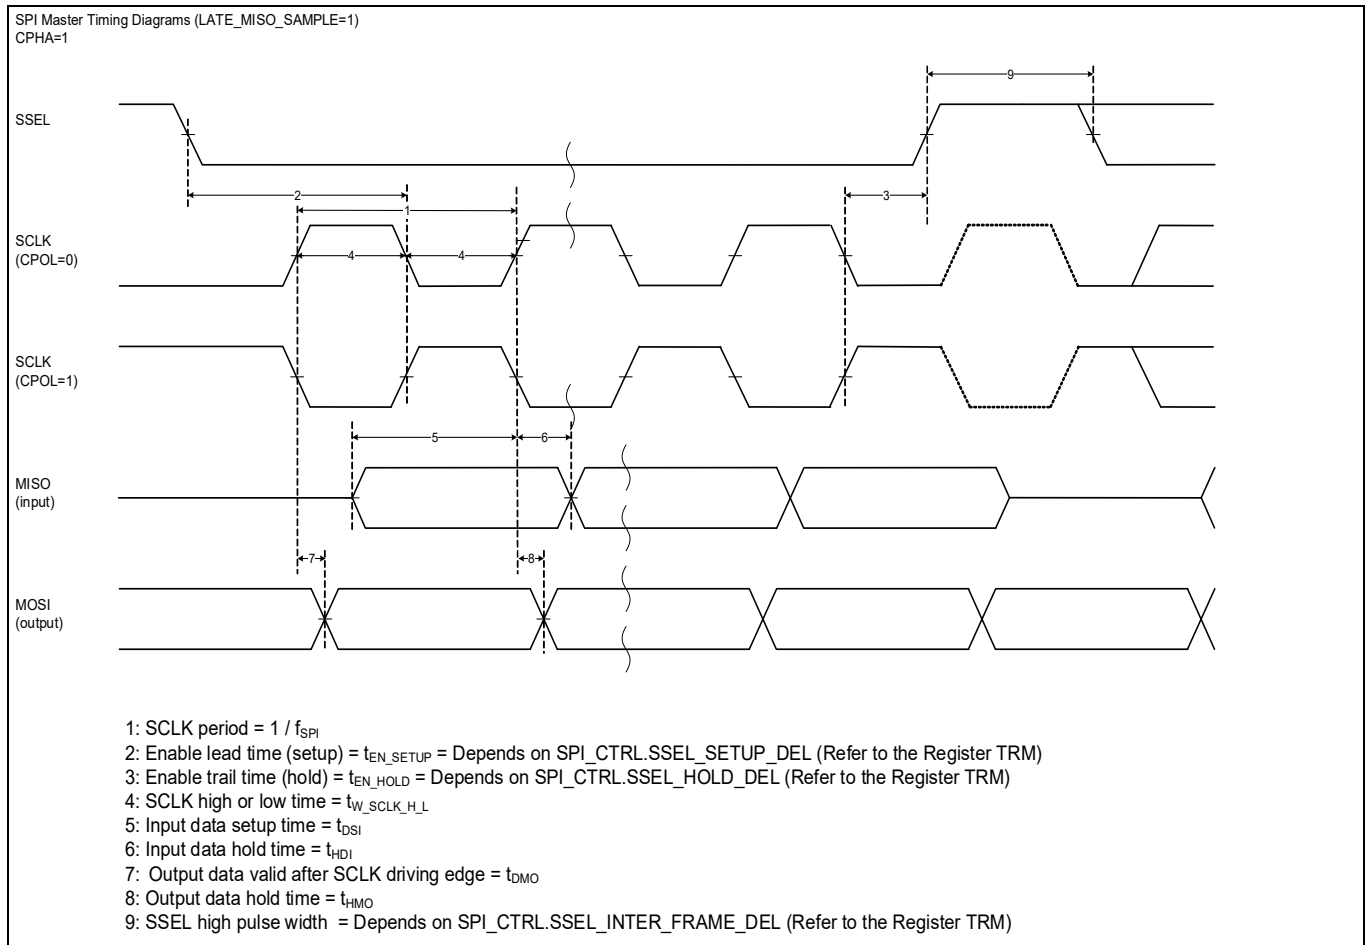 SPI Master Timing Diagrams (LATE_MISO_SAMPLE=1)
CPHA=1
9
SSEL
2
3
1
SCLK
(CPOL=0)
4
4
SCLK
(CPOL=1)
5
6
MISO
(input)
7
8
MOSI
(output)
1: SCLK period = 1 / fSPI
2: Enable lead time (setup) = tEN_SETUP = Depends on SPI_CTRL.SSEL_SETUP_DEL (Refer to the Register TRM)
3: Enable trail time (hold) = tEN_HOLD = Depends on SPI_CTRL.SSEL_HOLD_DEL (Refer to the Register TRM)
4: SCLK high or low time = tW_SCLK_H_L
5: Input data setup time = tDSI
6: Input data hold time = tHDI
7:  Output data valid after SCLK driving edge = tDMO
8: Output data hold time = tHMO
9: SSEL high pulse width  = Depends on SPI_CTRL.SSEL_INTER_FRAME_DEL (Refer to the Register TRM)